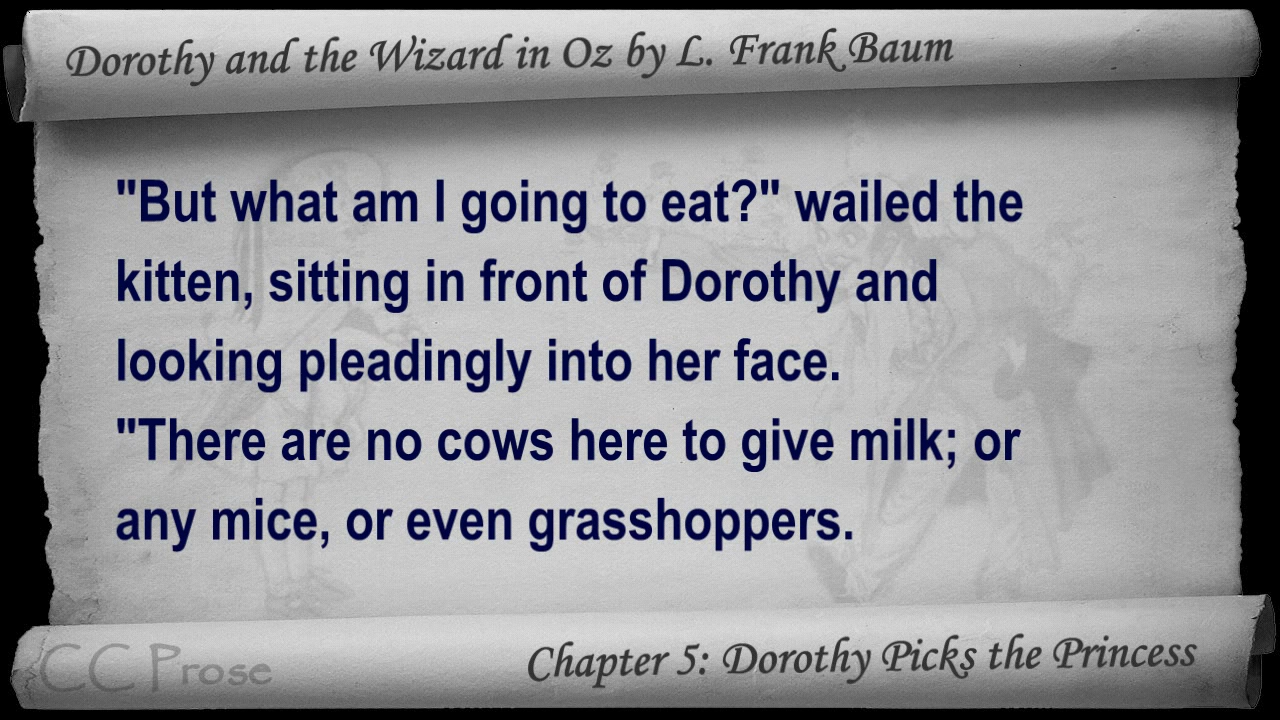 Dorothy and the Wizard in Oz by L. Frank Baum
"But what am I going to eat?" wailed the
kitten, sitting in front of Dorothy and
looking pleadingly into her face.
"There are no cows here to give milk; or
any mice, or even grasshoppers.
CC Prose
Chapter 5: Dorothy Picks the Princess